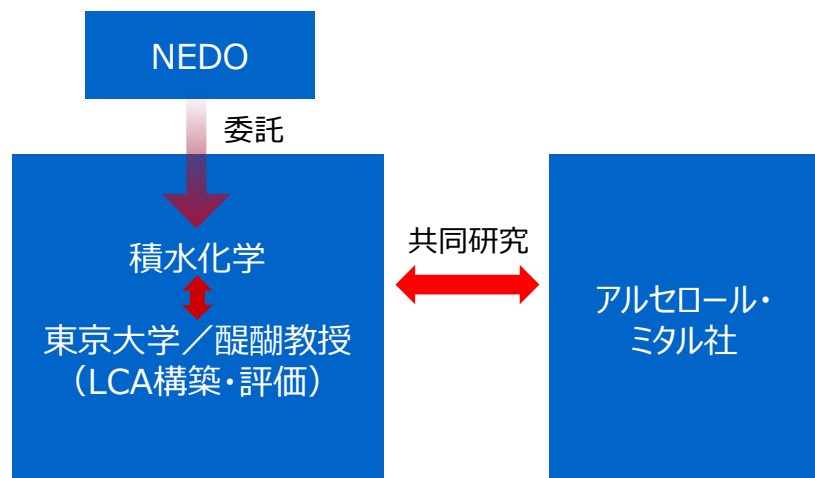 NEDO
委託
積水化学
東京大学／醍醐教授
（LCA構築・評価）
共同研究
アルセロール・
ミタル社